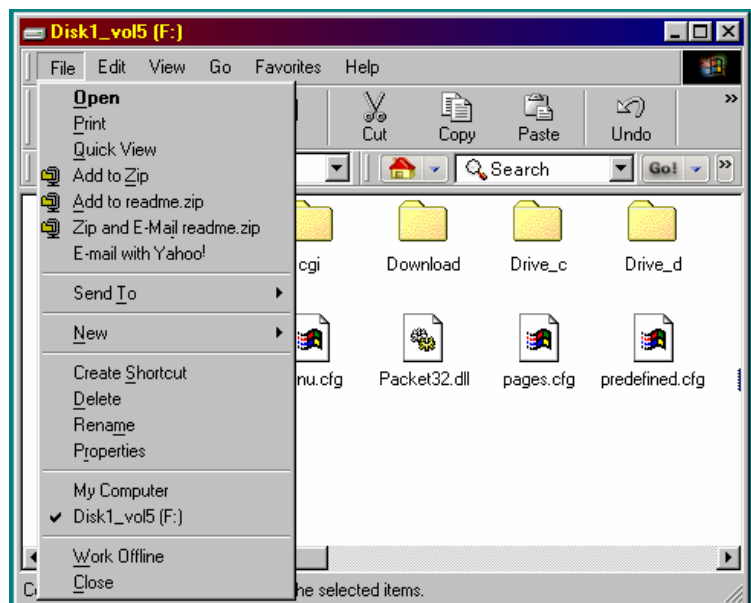 Disk1_vol5 (F:)
File Edit View Go Favorites Help
Open
Print
Quick View
Add to Zip
Add to readme.zip
Zip and E-Mail readme.zip
E-mail with Yahoo!
Send To
New
Create Shortcut
Delete
Rename
Properties
My Computer
Disk1_vol5 (F:)
Work Offline
Close
Cut Copy Paste Undo »
Search Go! »
cgi Download Drive_c Drive_d
nu.cfg Packet32.dll pages.cfg predefined.cfg
he selected items.